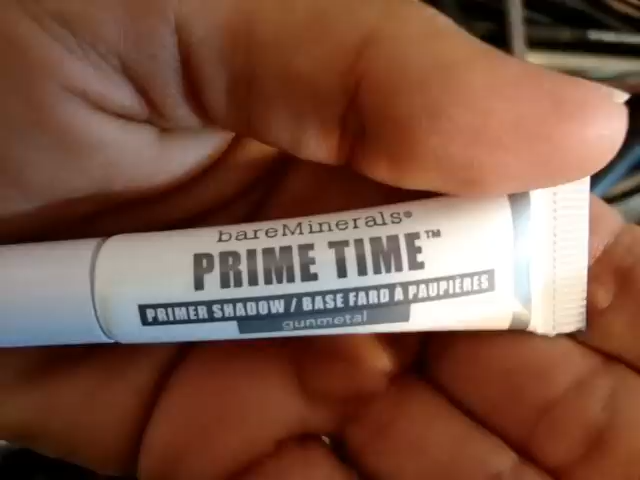 bareMinerals®
PRIME TIME™
PRIMER SHADOW / BASE FARD À PAUPIÈRES
gunmetal